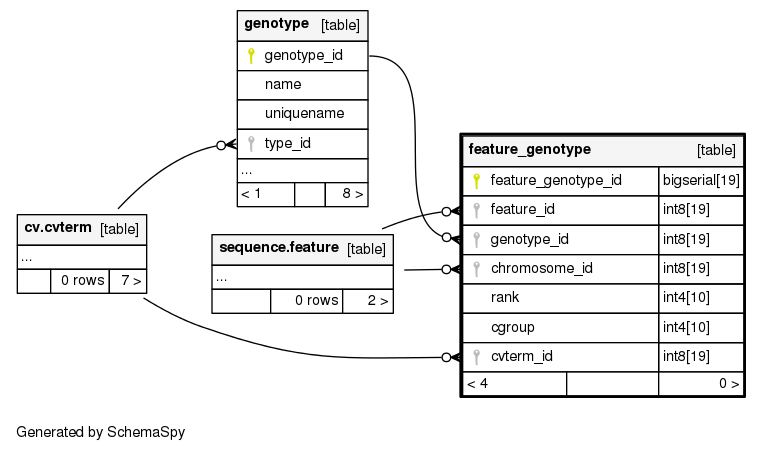 genotype [table]
genotype_id
name
uniquename
type_id
...
< 1 8 >
feature_genotype [table]
feature_genotype_id bigserial[19]
feature_id int8[19]
genotype_id int8[19]
chromosome_id int8[19]
rank int4[10]
cgroup int4[10]
cvterm_id int8[19]
< 4 0 >
cv.cvterm [table]
...
0 rows 7 >
sequence.feature [table]
...
0 rows 2 >
Generated by SchemaSpy